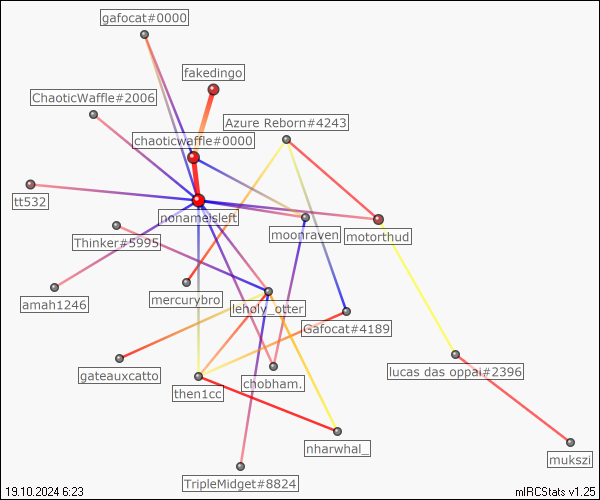 gafocat#0000
fakedingo
ChaoticWaffle#2006
Azure Reborn#4243
chaoticwaffle#0000
tt532
nonameisleft
moonraven
motorthud
Thinker#5995
amah1246
mercurybro
leholy_otter
Gafocat#4189
gateauxcatto
chobham.
lucas das oppai#2396
then1cc
nharwhal_
mukszi
TripleMidget#8824
19.10.2024 6:23
mIRCStats v1.25